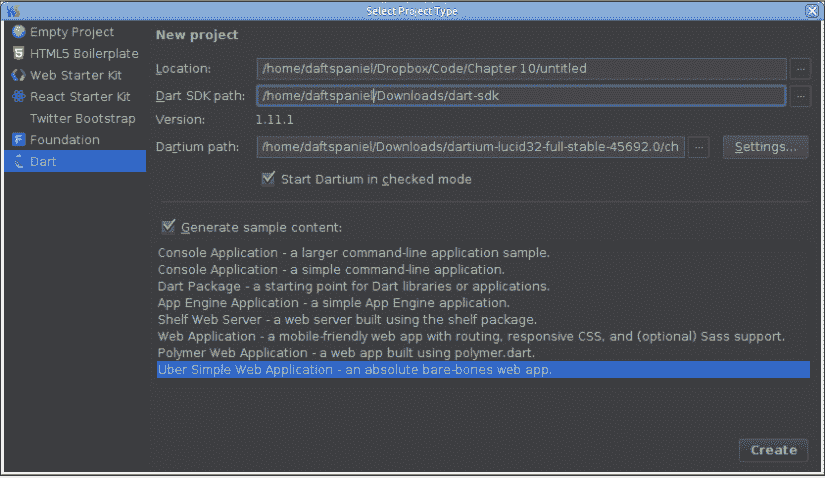 Select Project Type
Empty Project
HTML5 Boilerplate
Web Starter Kit
React Starter Kit
Twitter Bootstrap
Foundation
Dart
New project
Location: /home/daftspaniel/Dropbox/Code/Chapter 10/untitled ...
Dart SDK path: /home/daftspaniel/Downloads/dart-sdk ...
Version: 1.11.1
Dartium path: /home/daftspaniel/Downloads/dartium-lucid32-full-stable-45692.0/ch ... Settings...
Start Dartium in checked mode
Generate sample content:
Console Application - a larger command-line application sample.
Console Application - a simple command-line application.
Dart Package - a starting point for Dart libraries or applications.
App Engine Application - a simple App Engine application.
Shelf Web Server - a web server built using the shelf package.
Web Application - a mobile-friendly web app with routing, responsive CSS, and (optional) Sass support.
Polymer Web Application - a web app built using polymer.dart.
Uber Simple Web Application - an absolute bare-bones web app.
Create